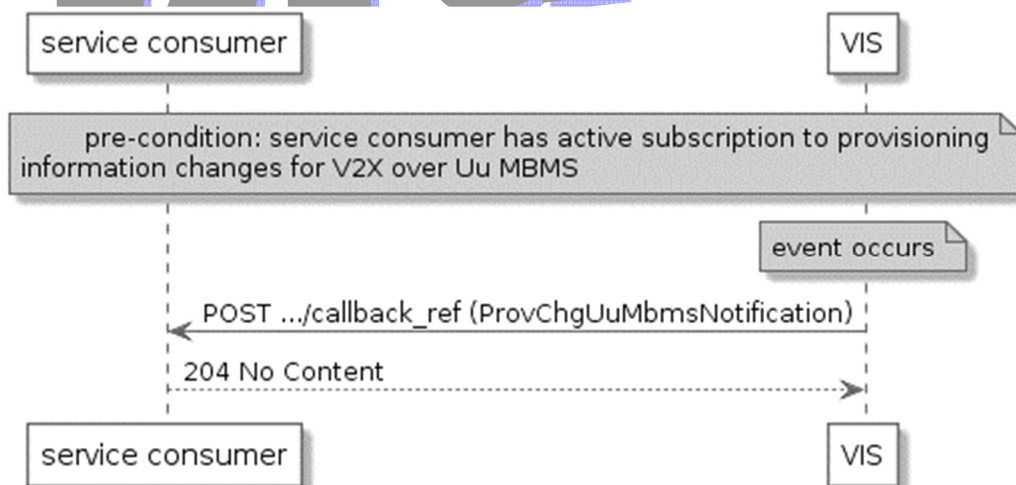 service consumer VIS
pre-condition: service consumer has active subscription to provisioning
information changes for V2X over Uu MBMS
event occurs
POST .../callback_ref (ProvChgUuMbmsNotification)
204 No Content
service consumer VIS